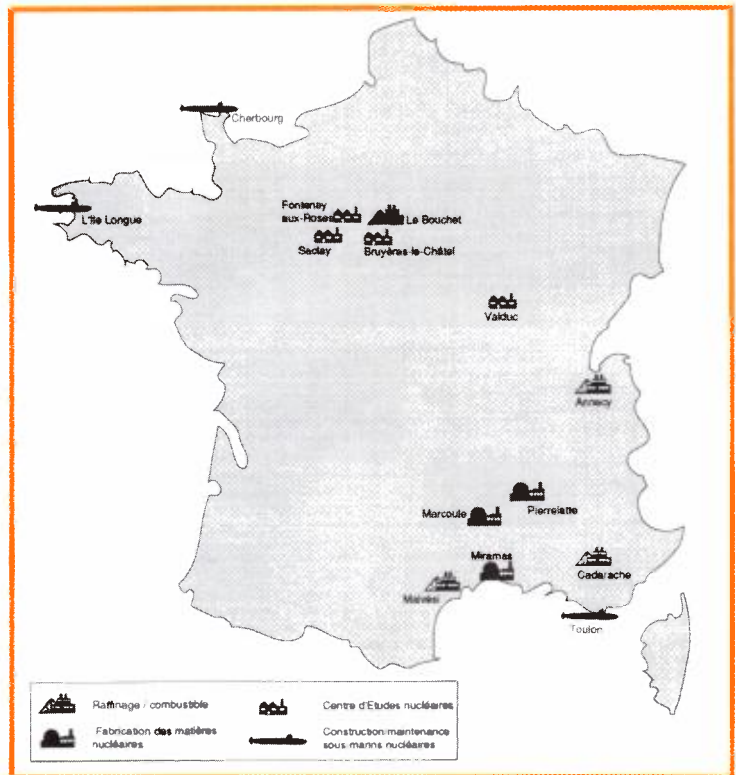 Cherbourg
L'Ile Longue
Fontenay
aux-Roses
Le Bouchet
Saclay
Bruyères-le-Châtel
Valduc
Annecy
Marcoule
Pierrelatte
Miramas
Cadarache
Malvési
Toulon
Raffinage / combustible
Centre d'Etudes nucléaires
Fabrication des matières
nucléaires
Construction/maintenance
sous marins nucléaires